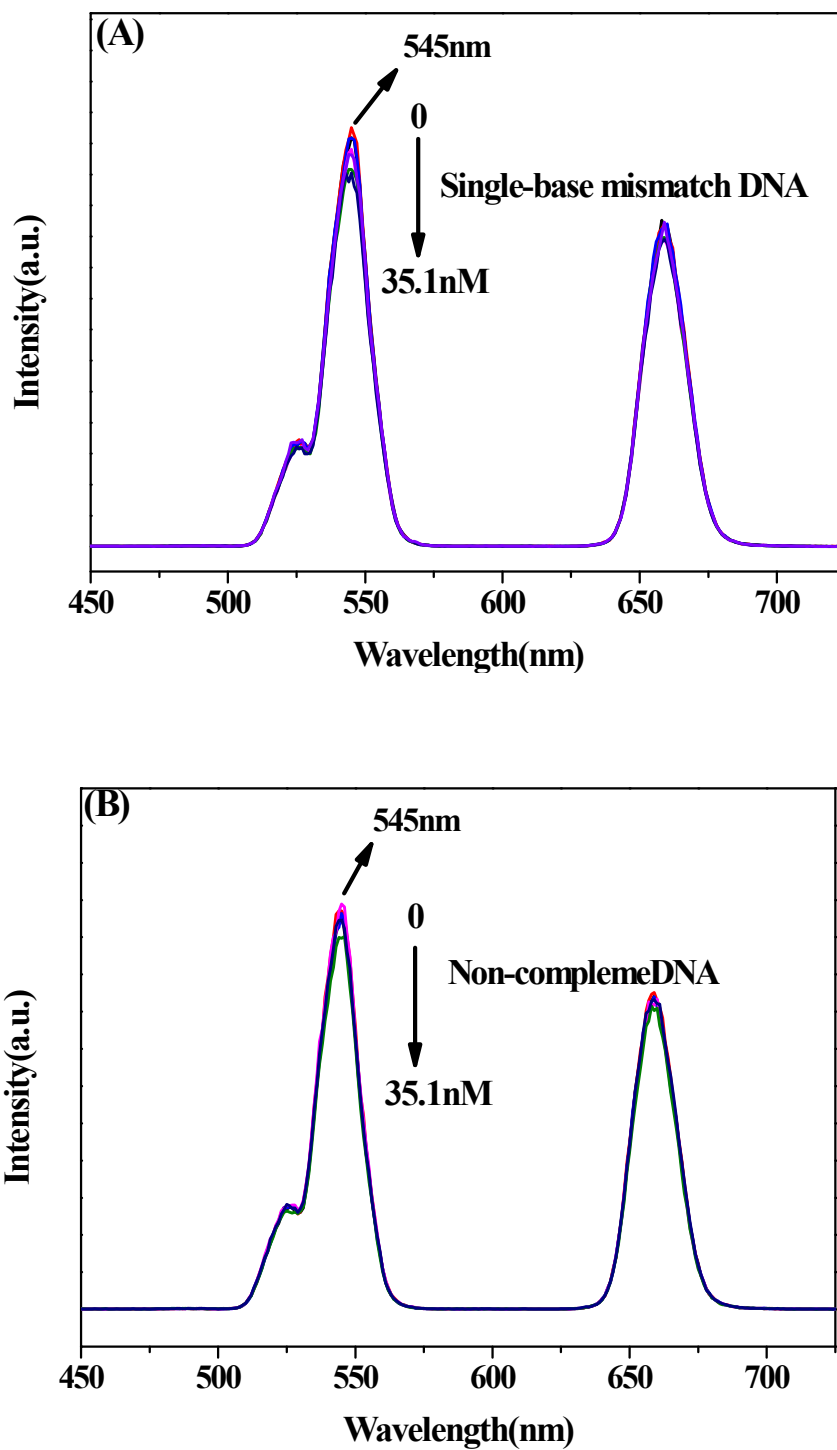 (A)
545nm
0
Single-base mismatch DNA
35.1nM
Intensity(a.u.)
450 500 550 600 650 700
Wavelength(nm)
(B)
545nm
0
Non-complemeDNA
35.1nM
Intensity(a.u.)
450 500 550 600 650 700
Wavelength(nm)